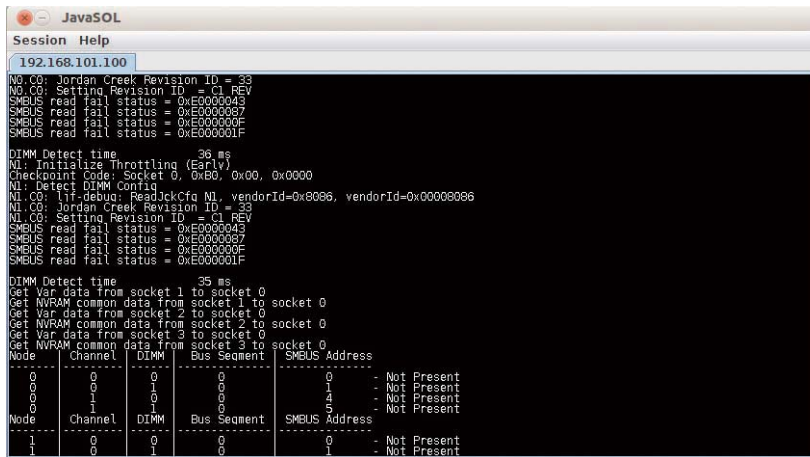 JavaSOL
Session Help
192.168.101.100
N0.C0: Jordan Creek Revision ID = 33
N0.C0: Setting Revision ID = C1 REV
SMBUS read fail status = 0xE0000043
SMBUS read fail status = 0xE0000087
SMBUS read fail status = 0xE000000F
SMBUS read fail status = 0xE000001F
DIMM Detect time 36 ms
N1: Initialize Throttling (Early)
Checkpoint Code: Socket 0, 0xB0, 0x00, 0x0000
N1: Detect DIMM Config
N1.C0: ljf-debug: ReadJckCfg N1, vendorId=0x8086, vendorId=0x00008086
N1.C0: Jordan Creek Revision ID = 33
N1.C0: Setting Revision ID = C1 REV
SMBUS read fail status = 0xE0000043
SMBUS read fail status = 0xE0000087
SMBUS read fail status = 0xE000000F
SMBUS read fail status = 0xE000001F
DIMM Detect time 35 ms
Get Var data from socket 1 to socket 0
Get NVRAM common data from socket 1 to socket 0
Get Var data from socket 2 to socket 0
Get NVRAM common data from socket 2 to socket 0
Get Var data from socket 3 to socket 0
Get NVRAM common data from socket 3 to socket 0
Node | Channel | DIMM | Bus Segment | SMBUS Address
0 | 0 | 0 | 0 | 0 - Not Present
0 | 0 | 1 | 0 | 1 - Not Present
0 | 1 | 0 | 0 | 4 - Not Present
0 | 1 | 1 | 0 | 5 - Not Present
Node | Channel | DIMM | Bus Segment | SMBUS Address
1 | 0 | 0 | 0 | 0 - Not Present
1 | 0 | 1 | 0 | 1 - Not Present